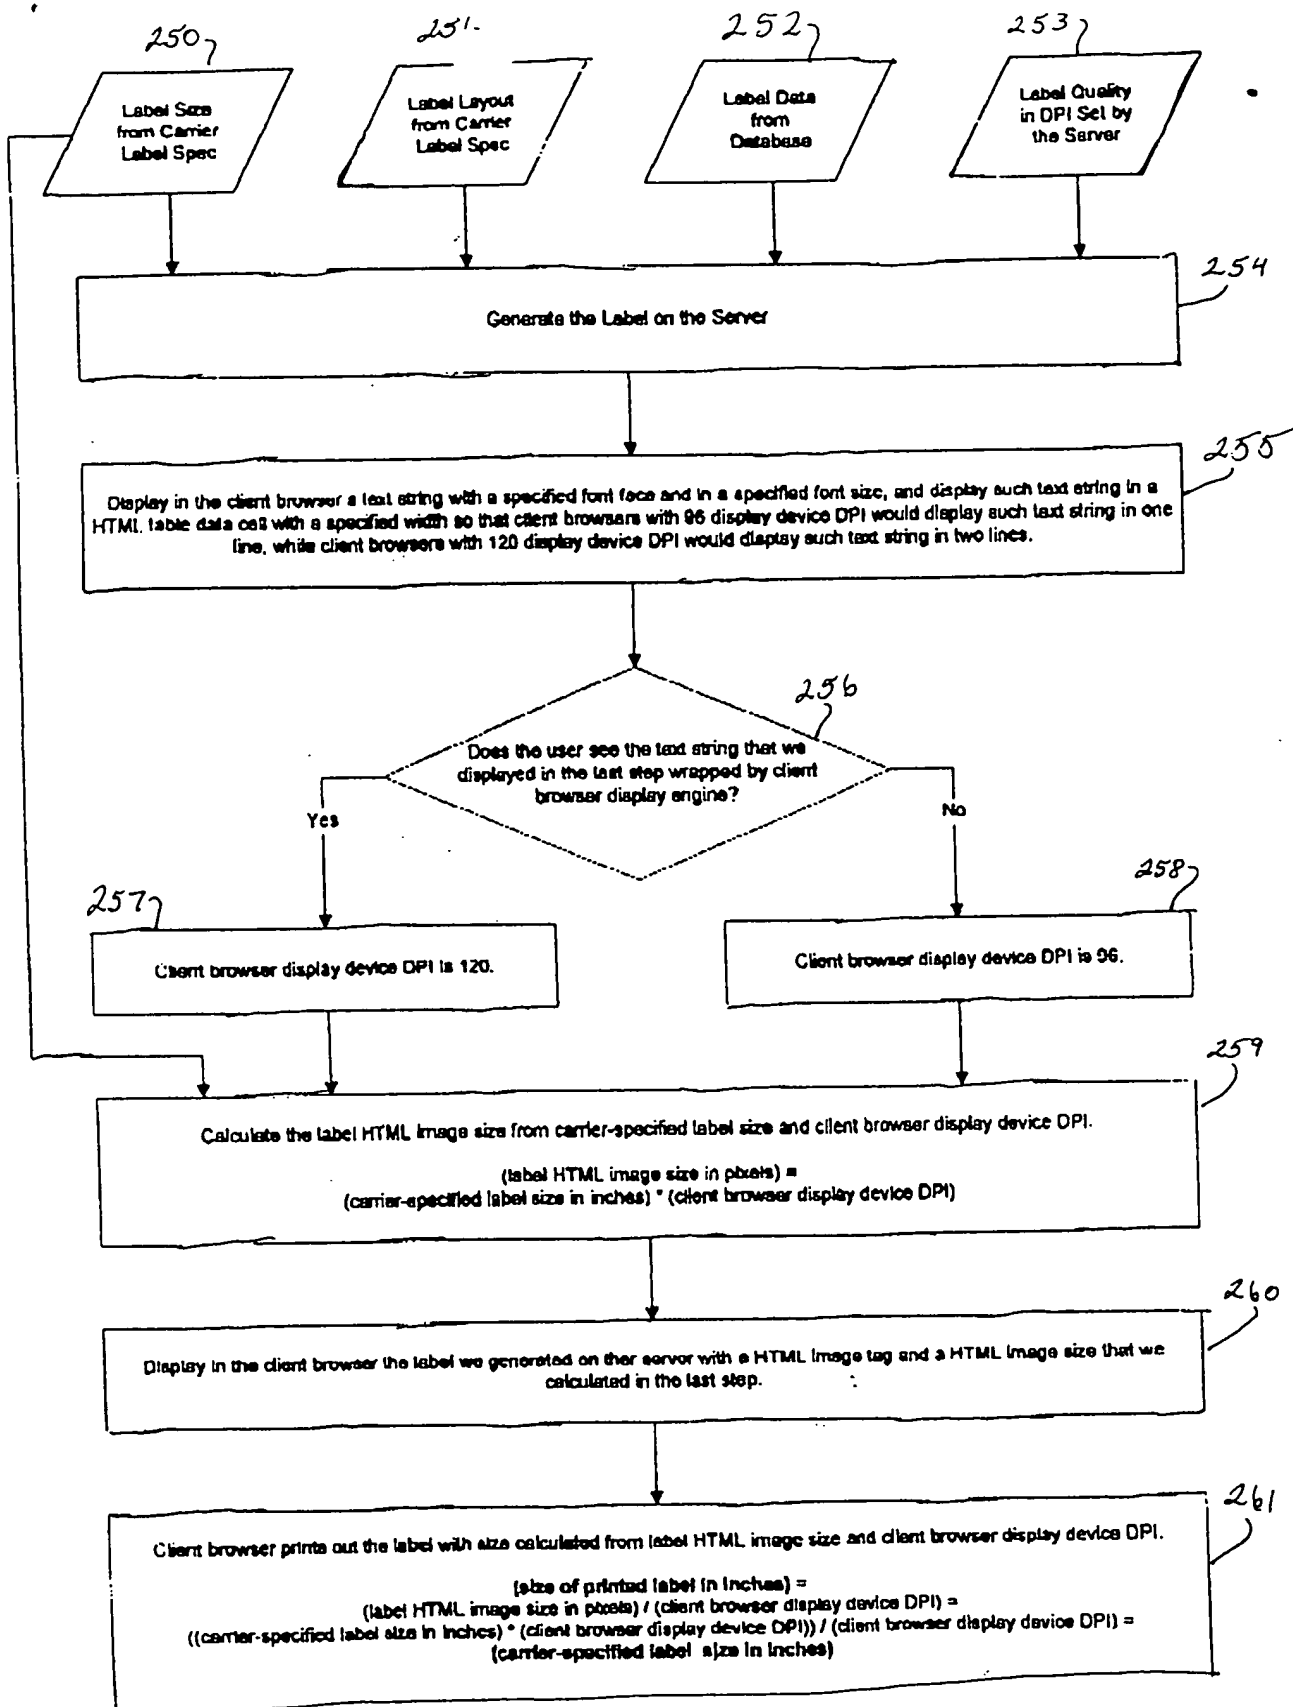 250
251
252
253
Label Size
from Carrier
Label Spec
Label Layout
from Carrier
Label Spec
Label Data
from
Database
Label Quality
in DPI Set by
the Server
254
Generate the Label on the Server
255
Display in the client browser a text string with a specified font face and in a specified font size, and display such text string in a
HTML table data cell with a specified width so that client browsers with 96 display device DPI would display such text string in one
line, while client browsers with 120 display device DPI would display such text string in two lines.
256
Does the user see the text string that we
displayed in the last step wrapped by client
browser display engine?
Yes
No
257
258
Client browser display device DPI is 120.
Client browser display device DPI is 96.
259
Calculate the label HTML image size from carrier-specified label size and client browser display device DPI.
(label HTML image size in pixels) =
(carrier-specified label size in inches) * (client browser display device DPI)
260
Display in the client browser the label we generated on ther server with a HTML image tag and a HTML image size that we
calculated in the last step.
261
Client browser prints out the label with size calculated from label HTML image size and client browser display device DPI.
(size of printed label in inches) =
(label HTML image size in pixels) / (client browser display device DPI) =
((carrier-specified label size in inches) * (client browser display device DPI)) / (client browser display device DPI) =
(carrier-specified label size in inches)